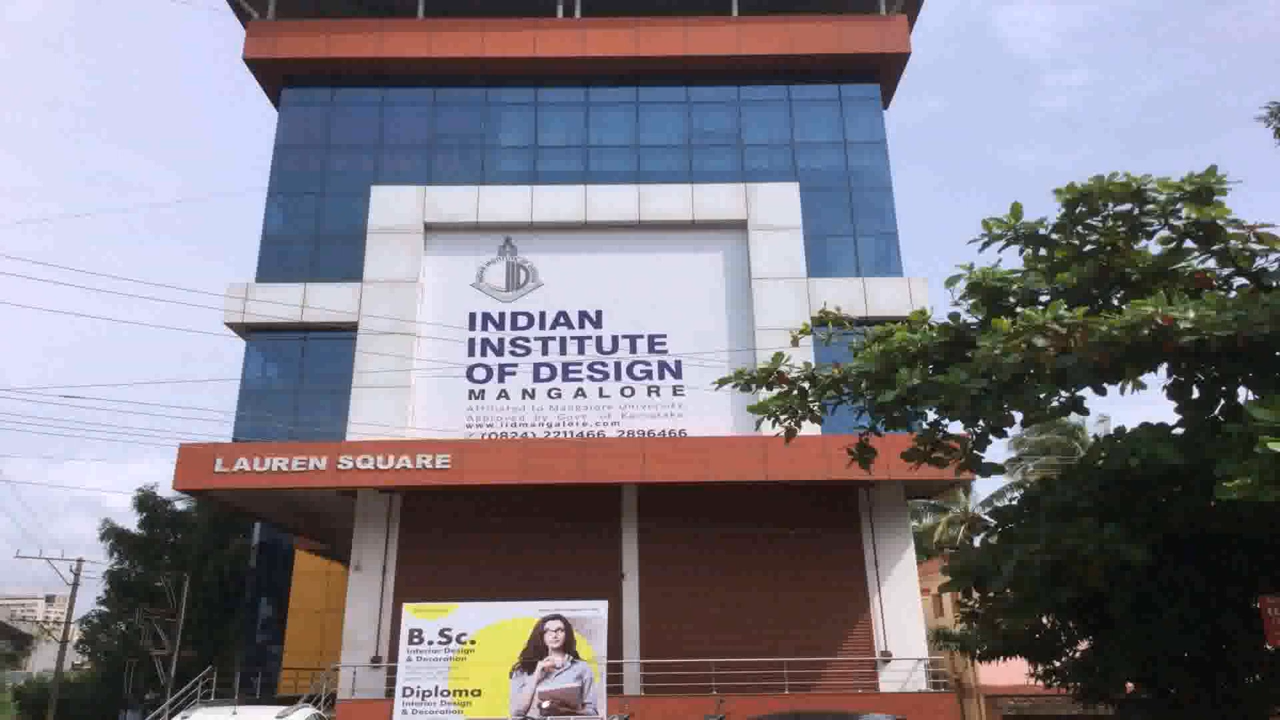 IID
INDIAN
INSTITUTE
OF DESIGN
MANGALORE
Affiliated to Mangalore University
Approved by Govt. of Karnataka
www.iidmangalore.com
(0824) 2211466, 2896466
LAUREN SQUARE
B.Sc.
Interior Design
& Decoration
Diploma
Interior Design
& Decoration